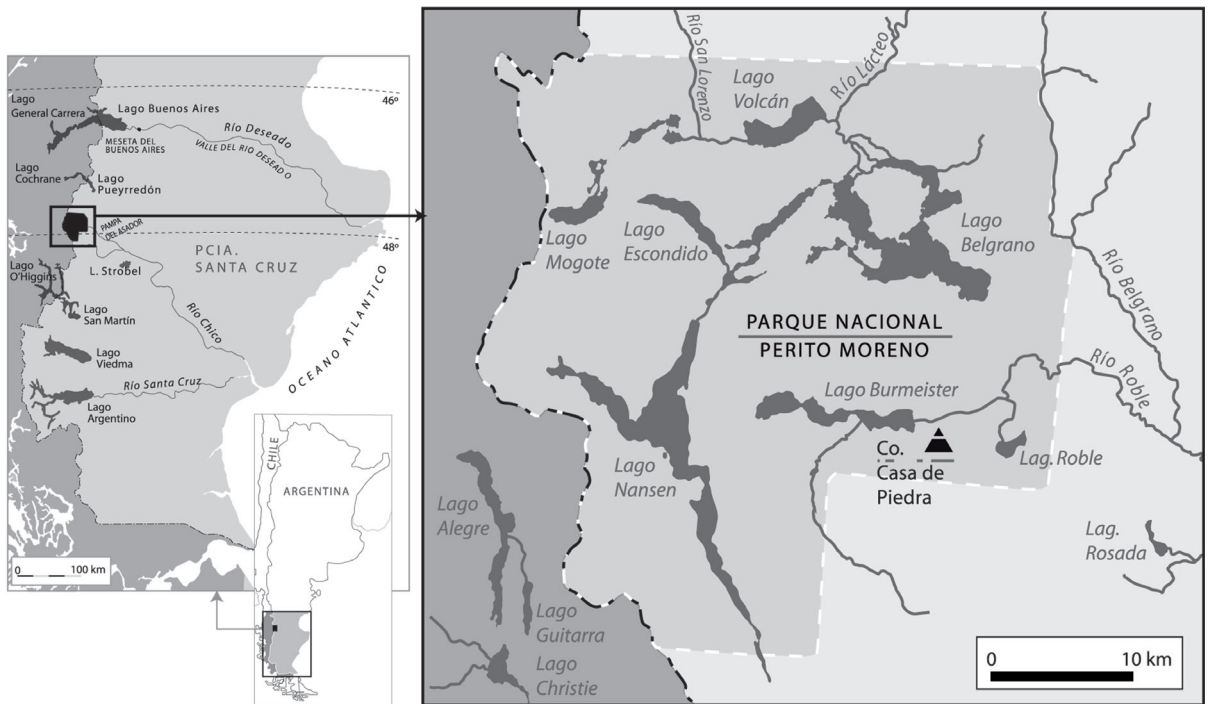 46º
Lago
General Carrera
Lago Buenos Aires
MESETA DEL
BUENOS AIRES
Río Deseado
VALLE DEL RIO DESEADO
Lago
Cochrane
Lago
Pueyrredón
PAMPA
DEL ASADOR
48º
PCIA.
SANTA CRUZ
Lago
O'Higgins
L. Strobel
Lago
San Martín
Río Chico
OCEANO ATLANTICO
Lago
Viedma
Río Santa Cruz
Lago
Argentino
0 100 km
CHILE
ARGENTINA
Río San Lorenzo
Lago
Volcán
Río Lácteo
Lago
Mogote
Lago
Escondido
Lago
Belgrano
Río Belgrano
PARQUE NACIONAL
PERITO MORENO
Río Roble
Lago Burmeister
Co.
Casa de
Piedra
Lag. Roble
Lago
Nansen
Lago
Alegre
Lag.
Rosada
Lago
Guitarra
Lago
Christie
0 10 km